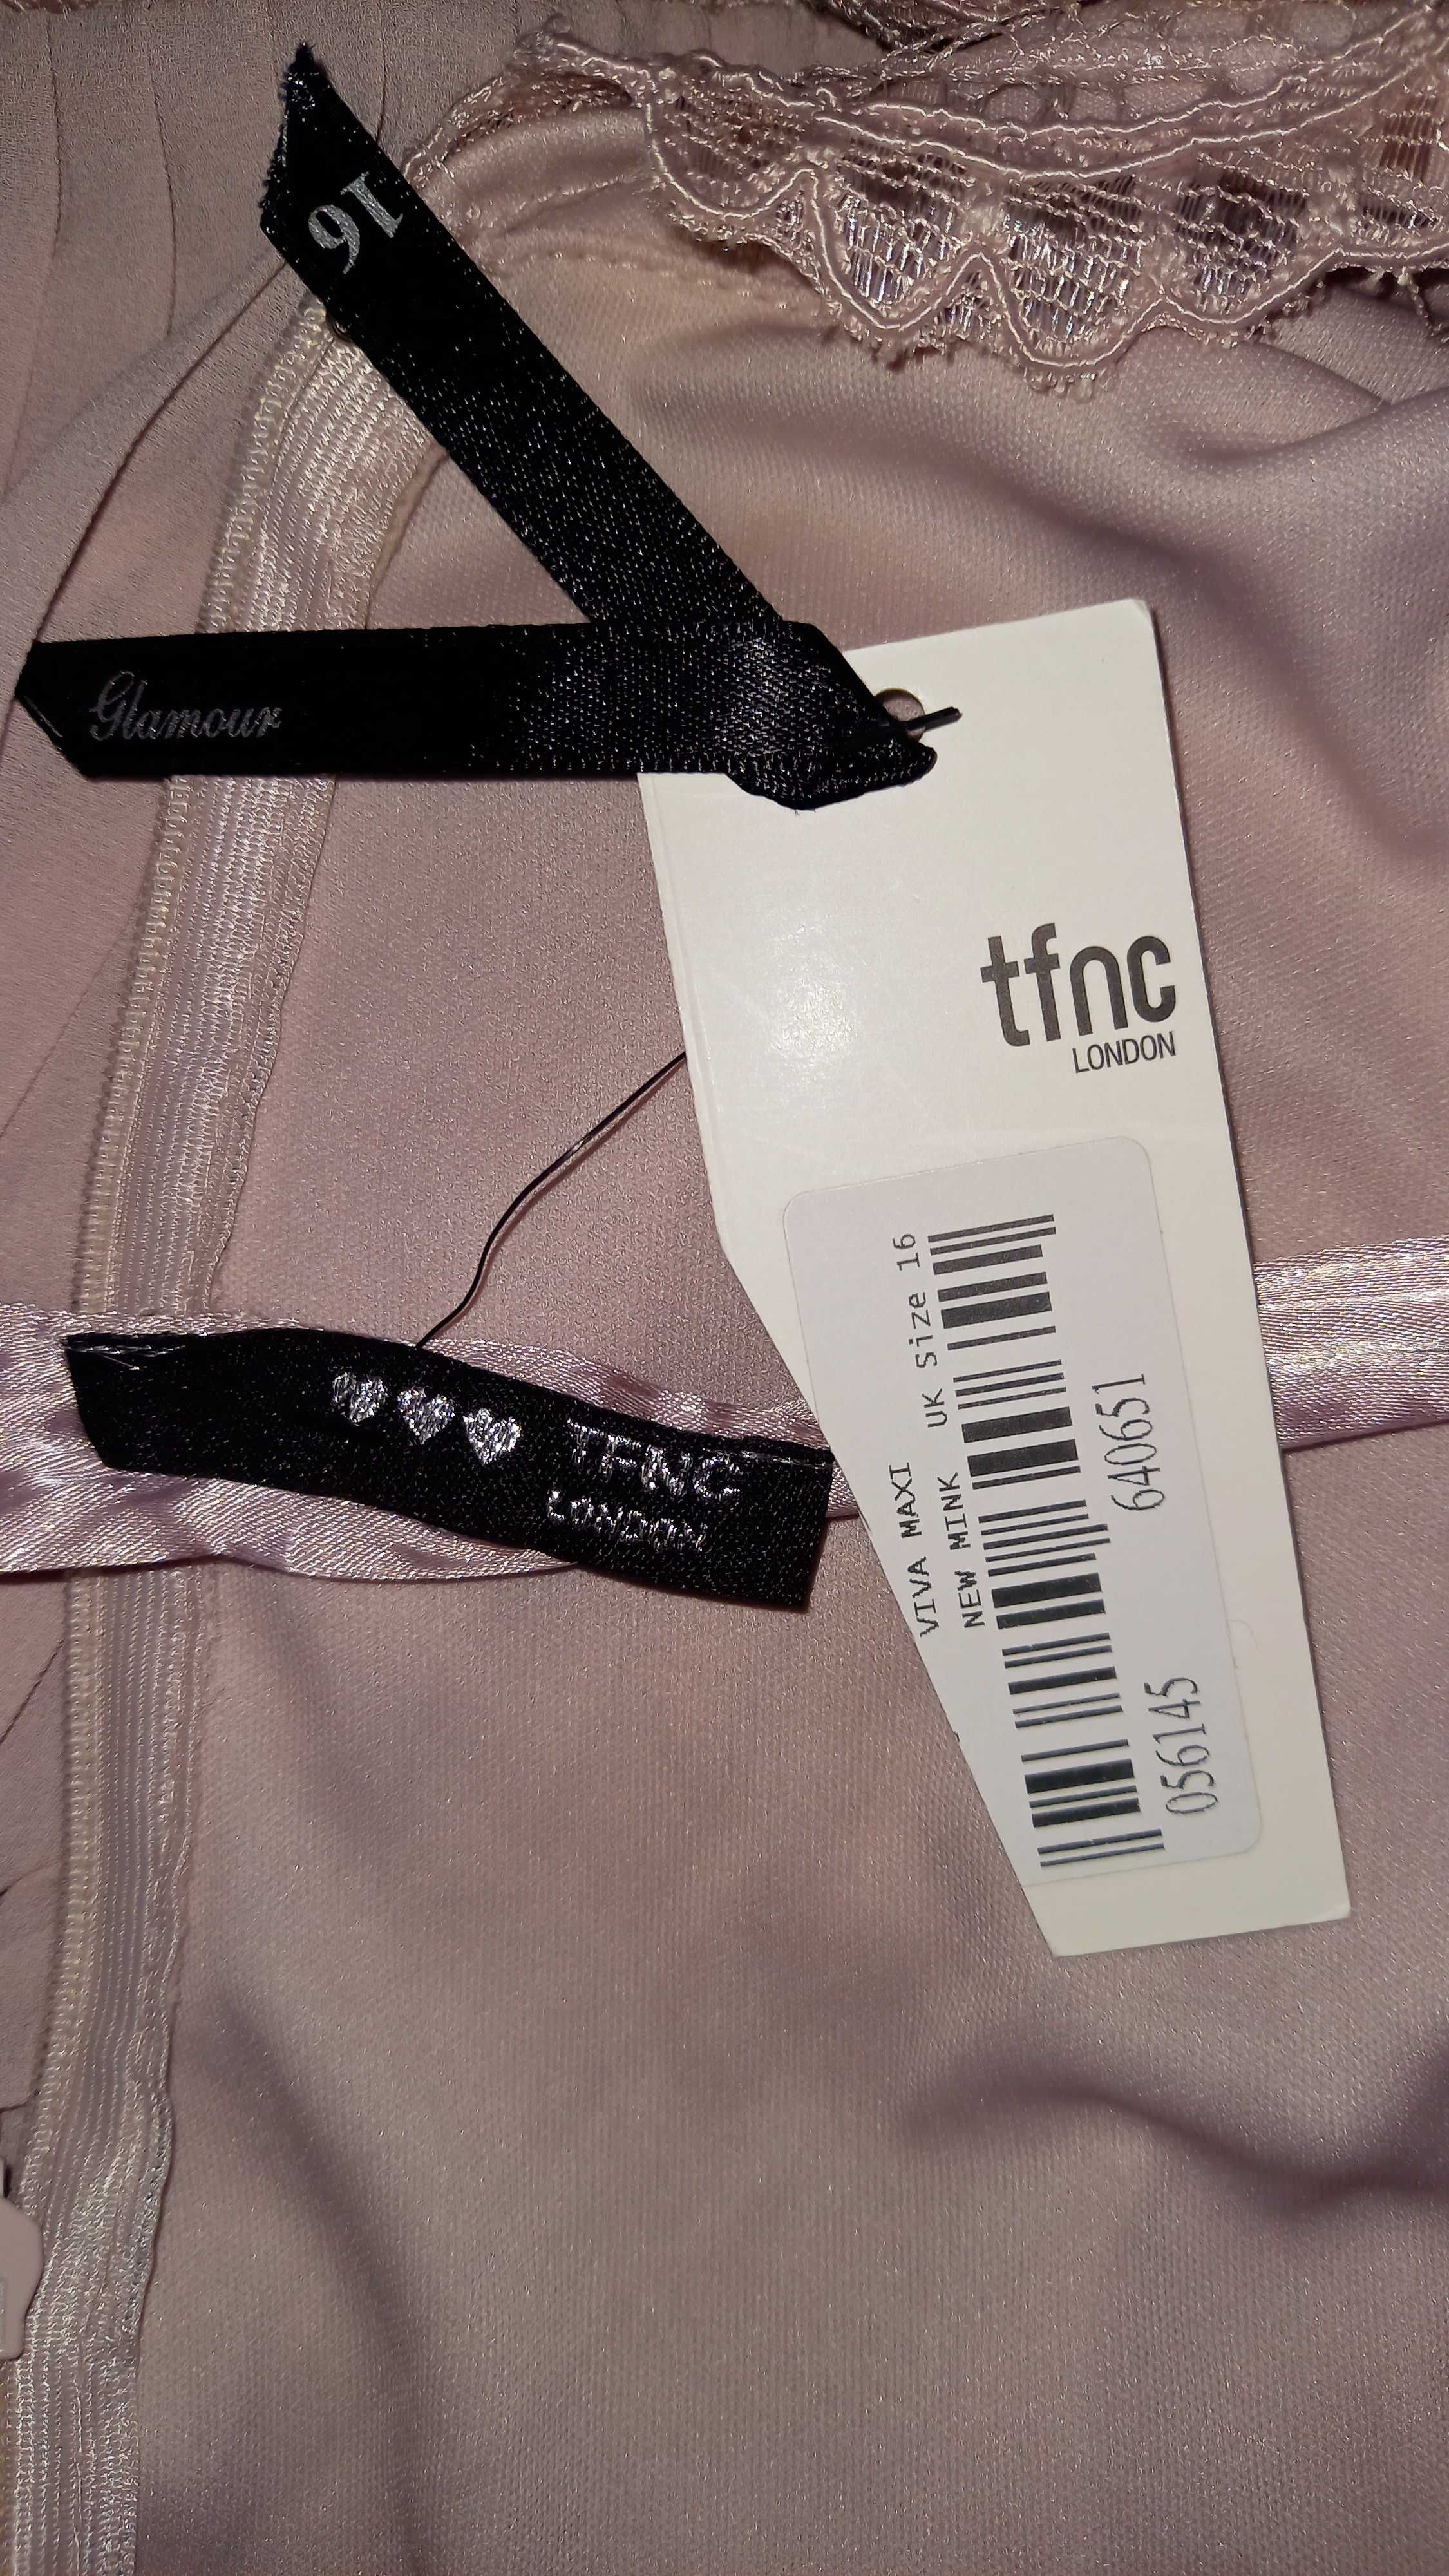 16
Glamour
tfnc
LONDON
VIVA MAXI UK Size 16
NEW MINK
056145 640651
TFNC
LONDON